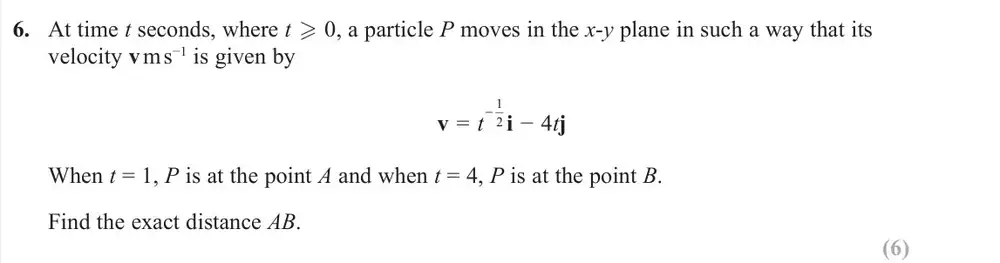 6. At time t seconds, where t ⩾ 0, a particle P moves in the x-y plane in such a way that its
velocity v m s⁻¹ is given by
v = t^{-\frac{1}{2}}i − 4tj
When t = 1, P is at the point A and when t = 4, P is at the point B.
Find the exact distance AB.
(6)